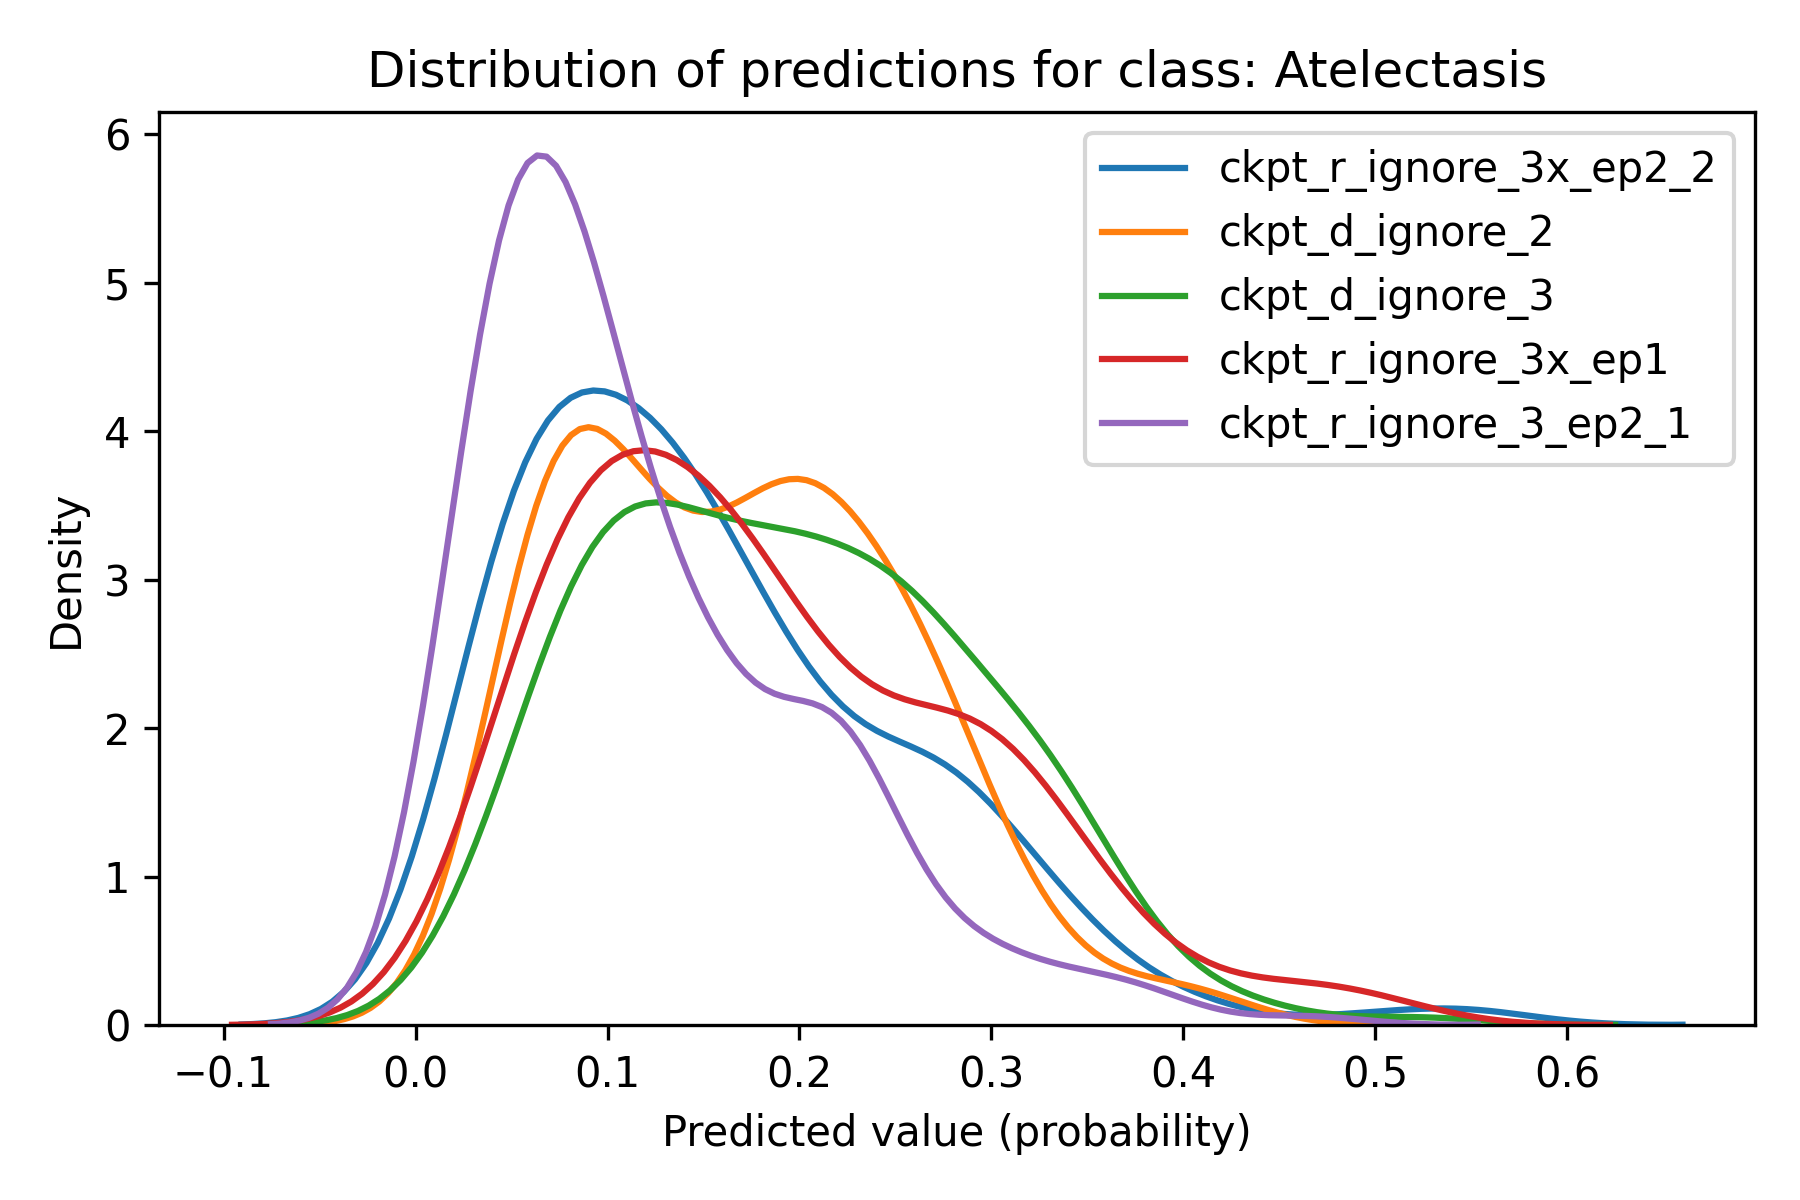 Distribution of predictions for class: Atelectasis
6
5
4
3
2
1
0
Density
ckpt_r_ignore_3x_ep2_2
ckpt_d_ignore_2
ckpt_d_ignore_3
ckpt_r_ignore_3x_ep1
ckpt_r_ignore_3_ep2_1
−0.1 0.0 0.1 0.2 0.3 0.4 0.5 0.6
Predicted value (probability)